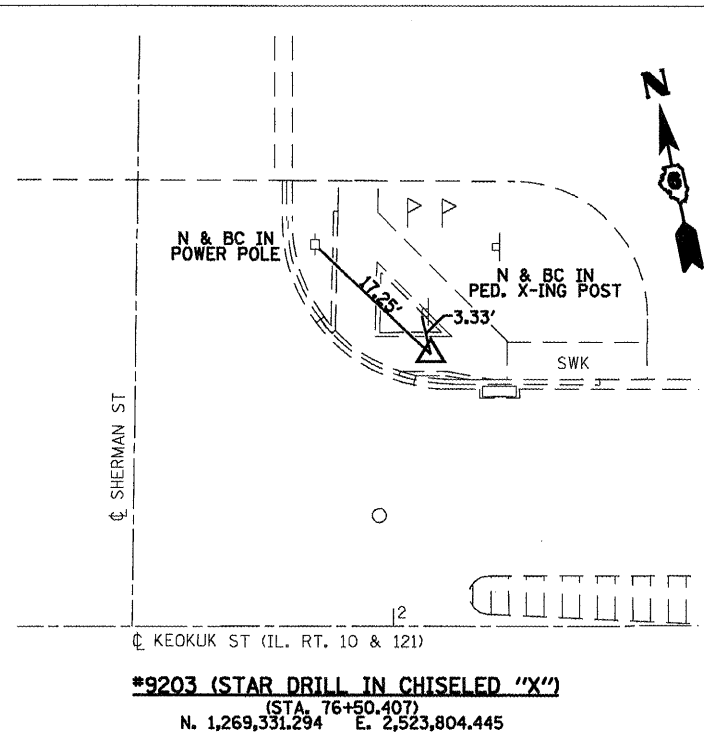 N
6
N & BC IN
POWER POLE
17.25'
N & BC IN
PED. X-ING POST
3.33'
SWK
℄ SHERMAN ST
2
℄ KEOKUK ST (IL. RT. 10 & 121)
#9203 (STAR DRILL IN CHISELED "X")
(STA. 76+50.407)
N. 1,269,331.294 E. 2,523,804.445